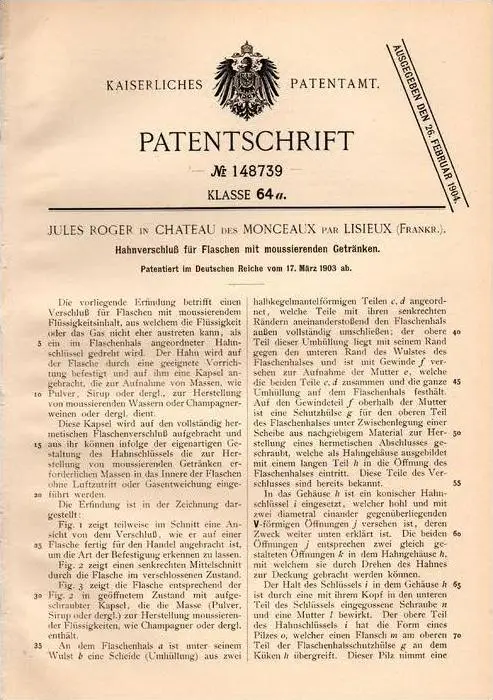 KAISERLICHES PATENTAMT.
AUSGEGEBEN DEN 26. FEBRUAR 1904.
PATENTSCHRIFT
— № 148739 —
KLASSE 64a.
JULES ROGER IN CHATEAU DES MONCEAUX PAR LISIEUX (FRANKR.).
Hahnverschluß für Flaschen mit moussierenden Getränken.
Patentiert im Deutschen Reiche vom 17. März 1903 ab.
Die vorliegende Erfindung betrifft einen
Verschluß für Flaschen mit moussierendem
Flüssigkeitsinhalt, aus welchem die Flüssigkeit
oder das Gas nicht eher austreten kann, als
5 ein im Flaschenhals angeordneter Hahn-
schlüssel gedreht wird. Der Hahn wird auf
der Flasche durch eine geeignete Vorrich-
tung befestigt und auf ihm eine Kapsel an-
gebracht, die zur Aufnahme von Massen, wie
10 Pulver, Sirup oder dergl., zur Herstellung
von moussierenden Wassern oder Champagner-
weinen oder dergl. dient.
Diese Kapsel wird auf den vollständig her-
metischen Flaschenverschluß aufgebracht und
15 aus ihr können infolge der eigenartigen Ge-
staltung des Hahnschlüssels die zur Her-
stellung von moussierenden Getränken er-
forderlichen Massen in das Innere der Flaschen
ohne Luftzutritt oder Gasentweichung einge-
20 führt werden.
Die Erfindung ist in der Zeichnung dar-
gestellt:
Fig. 1 zeigt teilweise im Schnitt eine An-
sicht von dem Verschluß, wie er auf einer
25 Flasche fertig für den Handel angebracht ist,
um die Art der Befestigung erkennen zu lassen.
Fig. 2 zeigt einen senkrechten Mittelschnitt
durch die Flasche im verschlossenen Zustand.
Fig. 3 zeigt die Flasche entsprechend der
30 Fig. 2 in geöffnetem Zustand mit aufge-
schraubter Kapsel, die die Masse (Pulver,
Sirup oder dergl.) zur Herstellung moussieren-
der Flüssigkeiten, wie Champagner oder dergl.
enthält.
35 An dem Flaschenhals a ist unter seinem
Wulst b eine Scheide (Umhüllung) aus zwei
halbkegelmantelförmigen Teilen c, d angeord-
net, welche Teile mit ihren senkrechten
Rändern aneinanderstoßend den Flaschenhals
außen vollständig umschließen; der obere 40
Teil dieser Umhüllung liegt mit seinem Rand
gegen den unteren Rand des Wulstes des
Flaschenhalses und ist mit Gewinde f ver-
sehen zur Aufnahme der Mutter e, welche
die beiden Teile c, d zusammen und die ganze 45
Umhüllung auf dem Flaschenhals festhält.
Auf den Gewindeteil f oberhalb der Mutter
ist eine Schutzhülse g für den oberen Teil
des Flaschenhalses unter Zwischenlegung einer
Scheibe aus nachgiebigem Material zur Her- 50
stellung eines hermetischen Abschlusses ge-
schraubt, welche als Hahngehäuse ausgebildet
mit einem langen Teil h in die Öffnung des
Flaschenhalses eintritt. Diese Teile des Ver-
schlusses sind bereits bekannt. 55
In das Gehäuse h ist ein konischer Hahn-
schlüssel i eingesetzt, welcher hohl und mit
zwei diametral einander gegenüberliegenden
V-förmigen Öffnungen j versehen ist, deren
Zweck weiter unten erklärt ist. Die beiden 60
Öffnungen j entsprechen zwei gleich ge-
stalteten Öffnungen k in dem Hahngehäuse h,
mit welchem sie durch Drehen des Hahnes
zur Deckung gebracht werden können.
Der Halt des Schlüssels i in dem Gehäuse h 65
ist durch eine mit ihrem Kopf in den unteren
Teil des Schlüssels eingegossene Schraube n
und eine Mutter l bewirkt. Der obere Teil
des Hahnschlüssels i hat die Form eines
Pilzes o, welcher einen Flansch m am oberen 70
Teil der Flaschenhalsschutzhülse g an dem
Küken h übergreift. Dieser Pilz nimmt eine